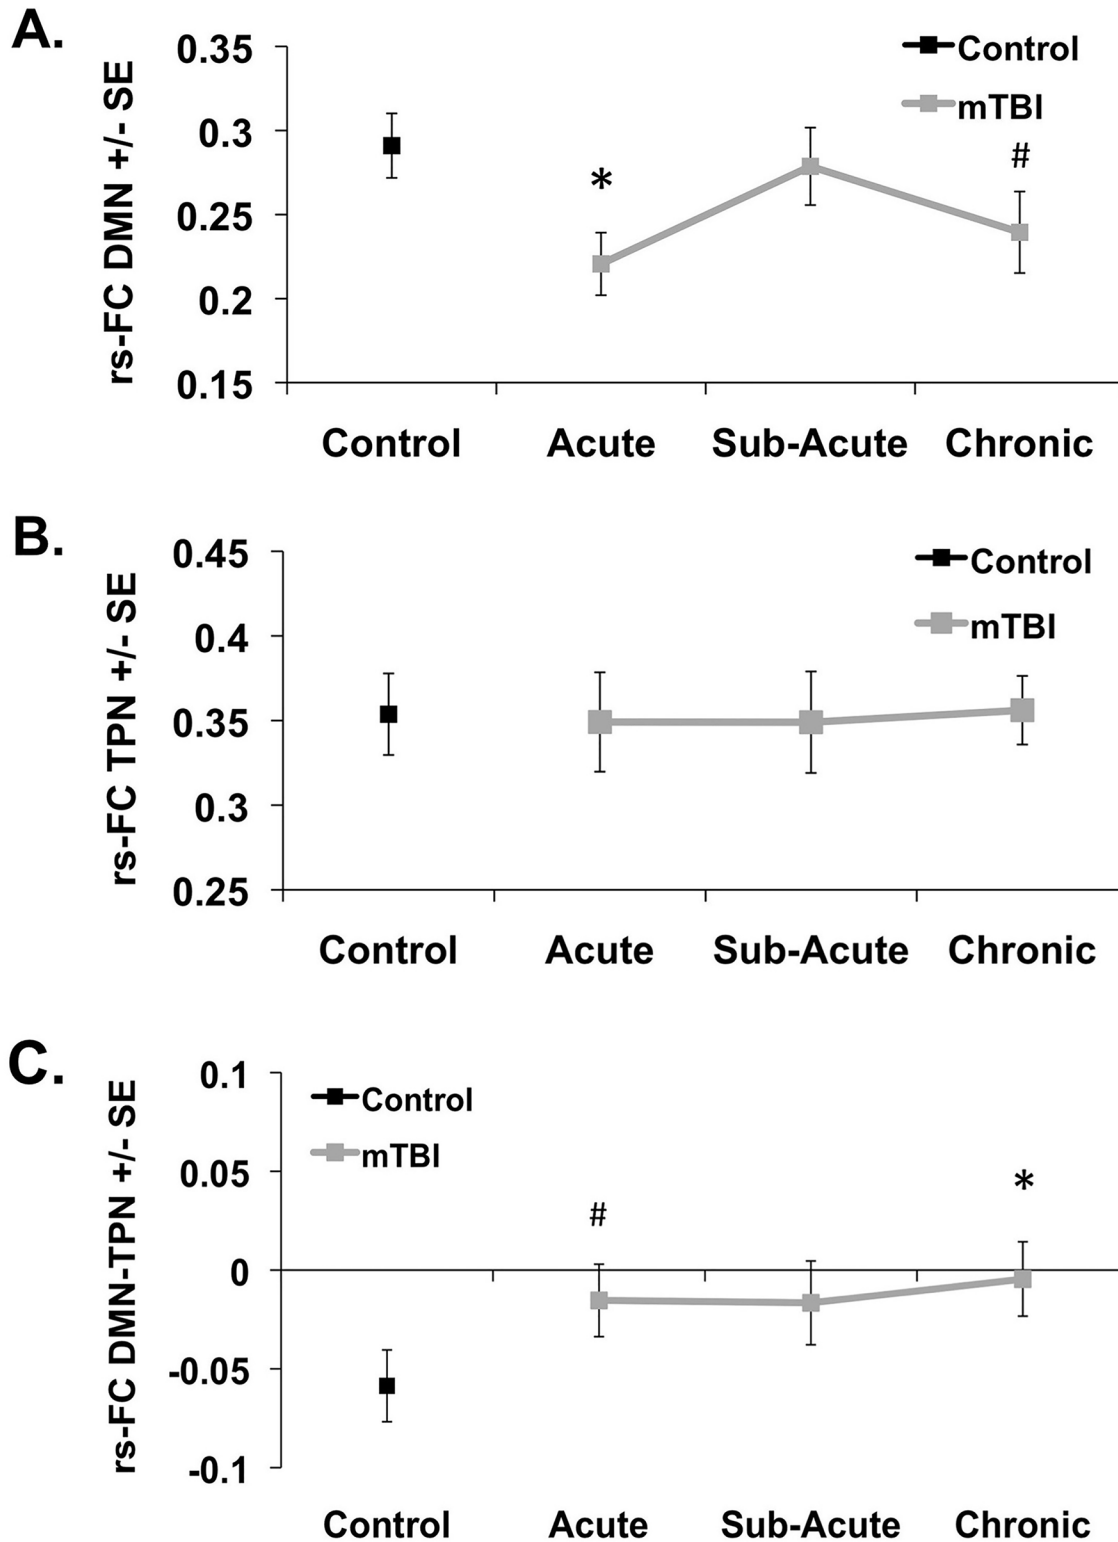 A.
rs-FC DMN +/- SE
0.35
0.3
0.25
0.2
0.15
Control
mTBI
*
#
Control Acute Sub-Acute Chronic
B.
rs-FC TPN +/- SE
0.45
0.4
0.35
0.3
0.25
Control
mTBI
Control Acute Sub-Acute Chronic
C.
rs-FC DMN-TPN +/- SE
0.1
0.05
0
-0.05
-0.1
Control
mTBI
#
*
Control Acute Sub-Acute Chronic